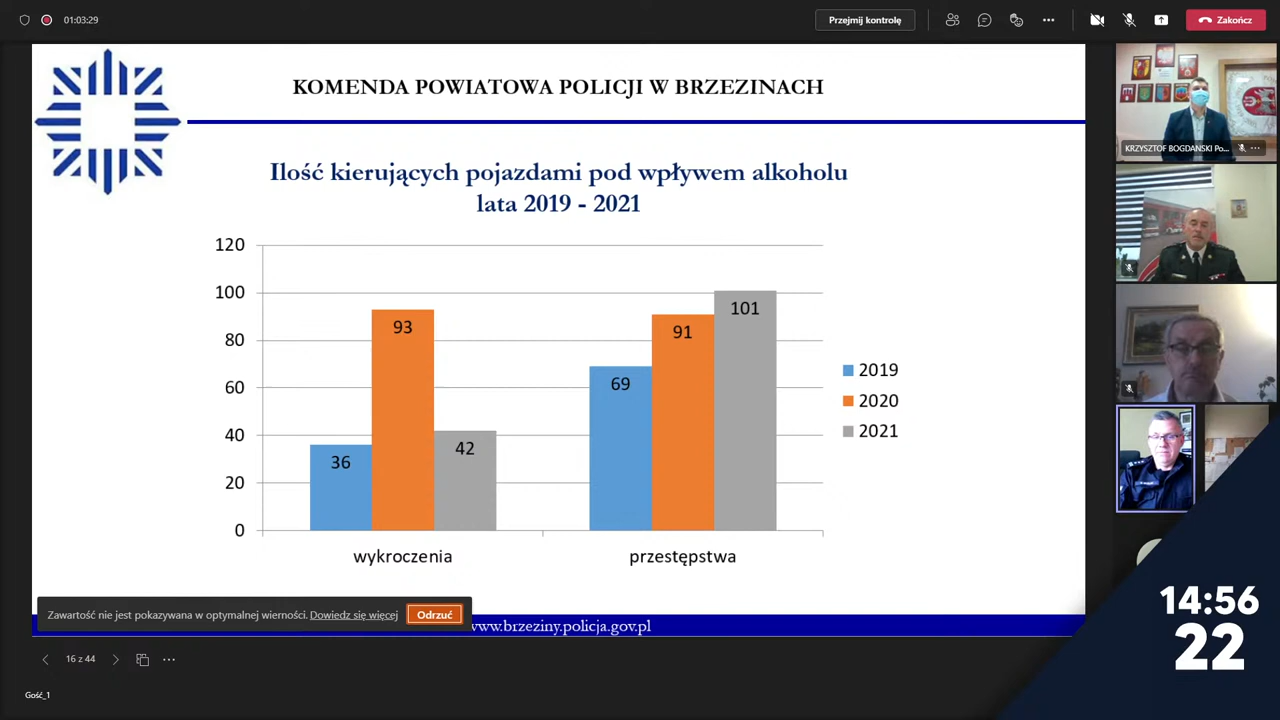 01:03:29
Przejmij kontrolę
Zakończ
KOMENDA POWIATOWA POLICJI W BRZEZINACH
Ilość kierujących pojazdami pod wpływem alkoholu
lata 2019 - 2021
120
100
80
60
40
20
0
36
93
42
69
91
101
wykroczenia
przestępstwa
2019
2020
2021
KRZYSZTOF BOGDAŃSKI Po...
Zawartość nie jest pokazywana w optymalnej wierności. Dowiedz się więcej
Odrzuć
www.brzeziny.policja.gov.pl
16 z 44
Gość_1
14:56
22